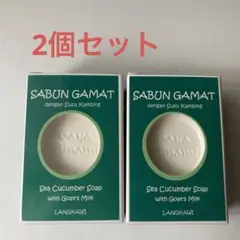 2個セット
SABUN GAMAT
dengan Susu Kambing
Sea Cucumber Soap
with Goat's Milk
LANGKAWI
SABUN GAMAT
dengan Susu Kambing
Sea Cucumber Soap
with Goat's Milk
LANGKAWI